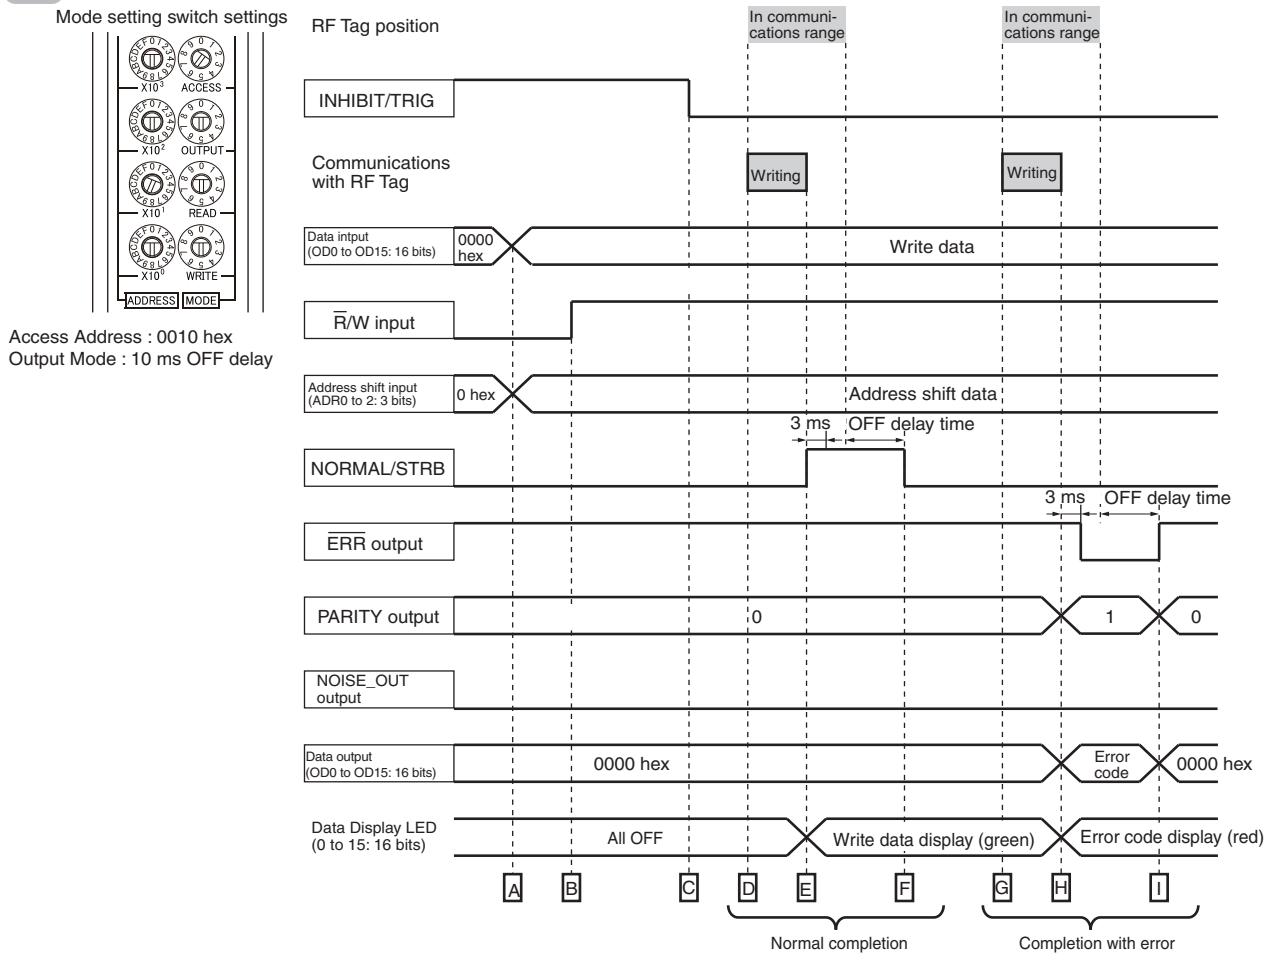 Mode setting switch settings
X10³ ACCESS
X10² OUTPUT
X10¹ READ
X10⁰ WRITE
ADDRESS MODE
Access Address : 0010 hex
Output Mode : 10 ms OFF delay
RF Tag position
In communi-
cations range
In communi-
cations range
INHIBIT/TRIG
Communications
with RF Tag
Writing
Writing
Data intput
(OD0 to OD15: 16 bits)
0000
hex
Write data
R̅/W input
Address shift input
(ADR0 to 2: 3 bits)
0 hex
Address shift data
3 ms OFF delay time
NORMAL/STRB
3 ms OFF delay time
E̅R̅R̅ output
PARITY output
0
1
0
NOISE_OUT
output
Data output
(OD0 to OD15: 16 bits)
0000 hex
Error
code
0000 hex
Data Display LED
(0 to 15: 16 bits)
All OFF
Write data display (green)
Error code display (red)
A B C D E F G H I
Normal completion
Completion with error